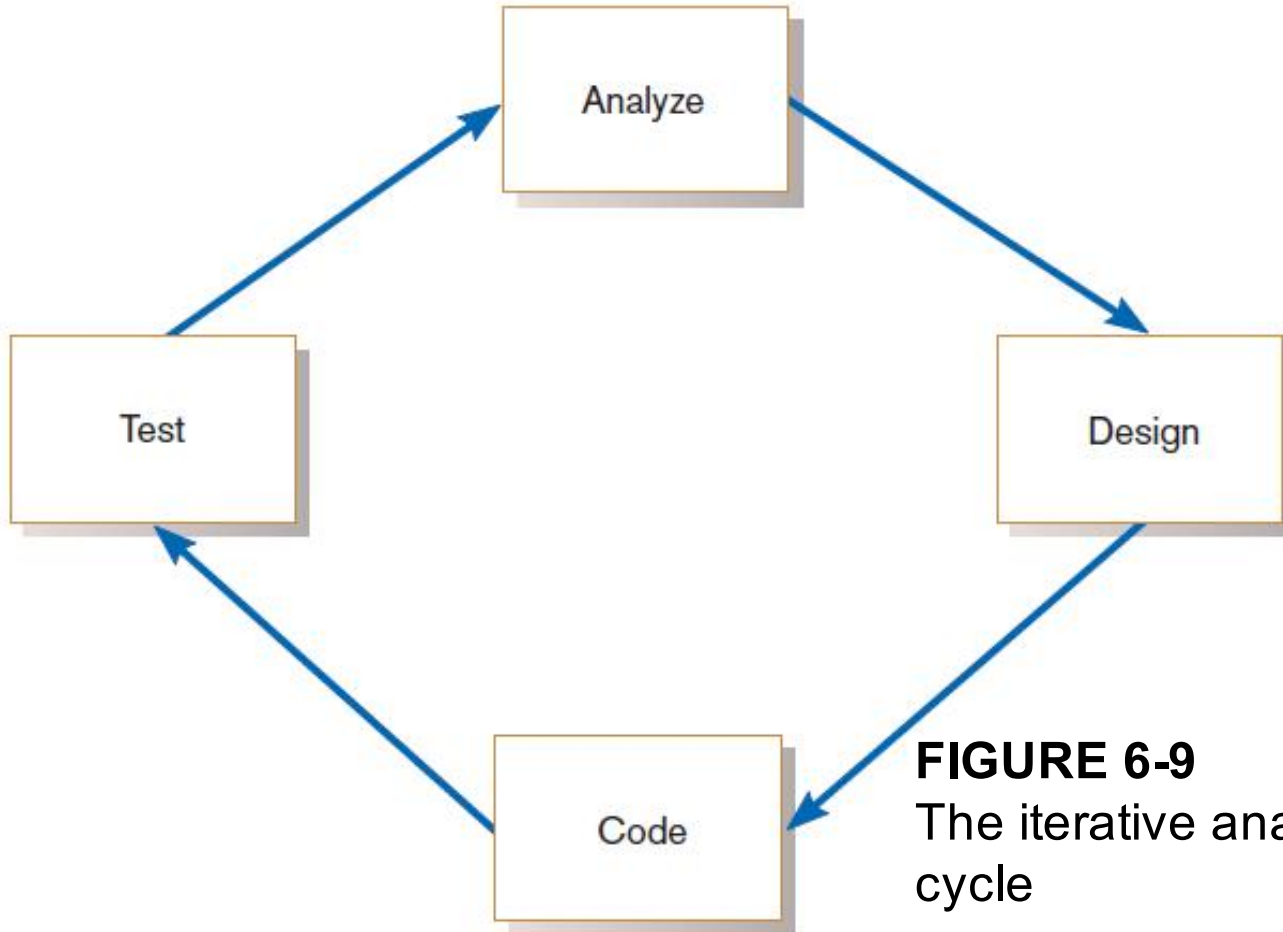 Analyze
Test
Design
Code
FIGURE 6-9
The iterative ana
cycle